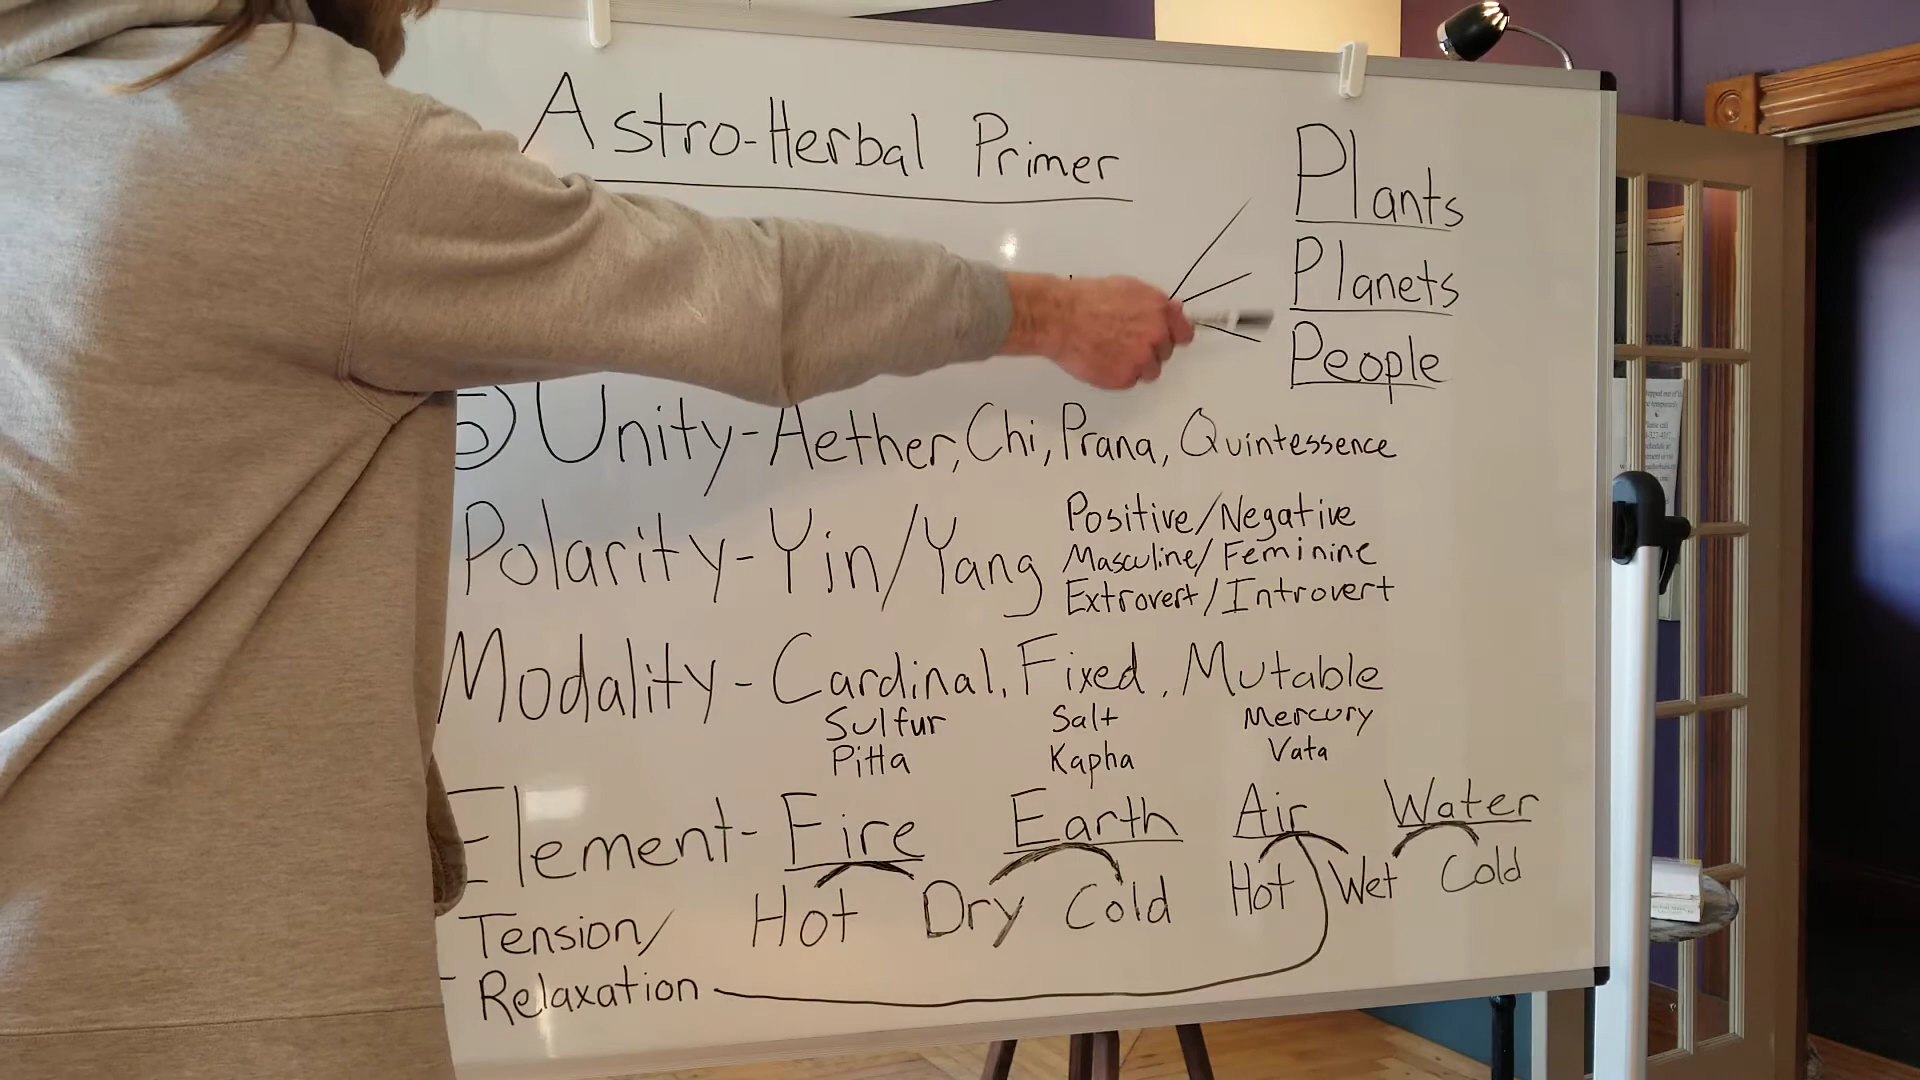 Astro-Herbal Primer
Plants
Planets
People
5 Unity-Aether, Chi, Prana, Quintessence
Polarity-Yin/Yang
Positive/Negative
Masculine/Feminine
Extrovert/Introvert
Modality-Cardinal, Fixed, Mutable
Sulfur Salt Mercury
Pitta Kapha Vata
Element-Fire Earth Air Water
Hot Dry Cold Hot Wet Cold
Tension/
Relaxation